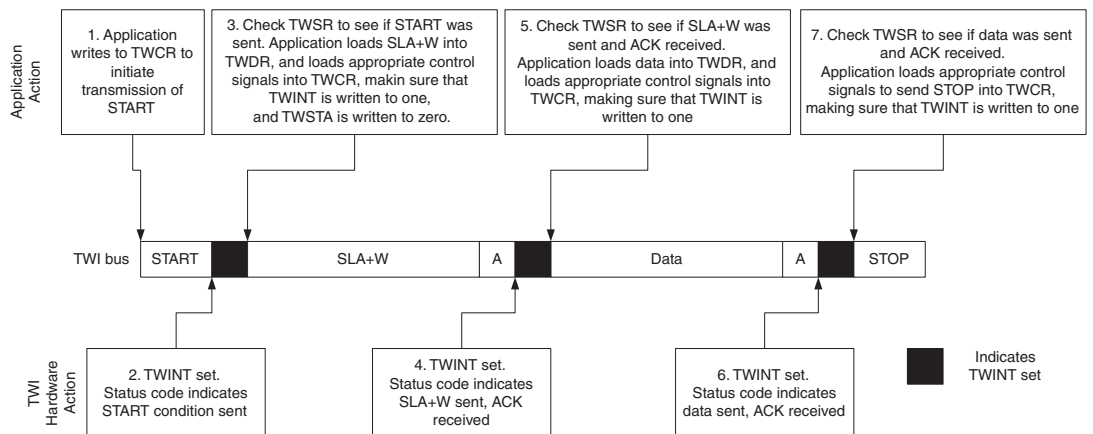 Application
Action
1. Application
writes to TWCR to
initiate
transmission of
START
3. Check TWSR to see if START was
sent. Application loads SLA+W into
TWDR, and loads appropriate control
signals into TWCR, makin sure that
TWINT is written to one,
and TWSTA is written to zero.
5. Check TWSR to see if SLA+W was
sent and ACK received.
Application loads data into TWDR, and
loads appropriate control signals into
TWCR, making sure that TWINT is
written to one
7. Check TWSR to see if data was sent
and ACK received.
Application loads appropriate control
signals to send STOP into TWCR,
making sure that TWINT is written to one
TWI bus
START
SLA+W
A
Data
A
STOP
TWI
Hardware
Action
2. TWINT set.
Status code indicates
START condition sent
4. TWINT set.
Status code indicates
SLA+W sent, ACK
received
6. TWINT set.
Status code indicates
data sent, ACK received
Indicates
TWINT set